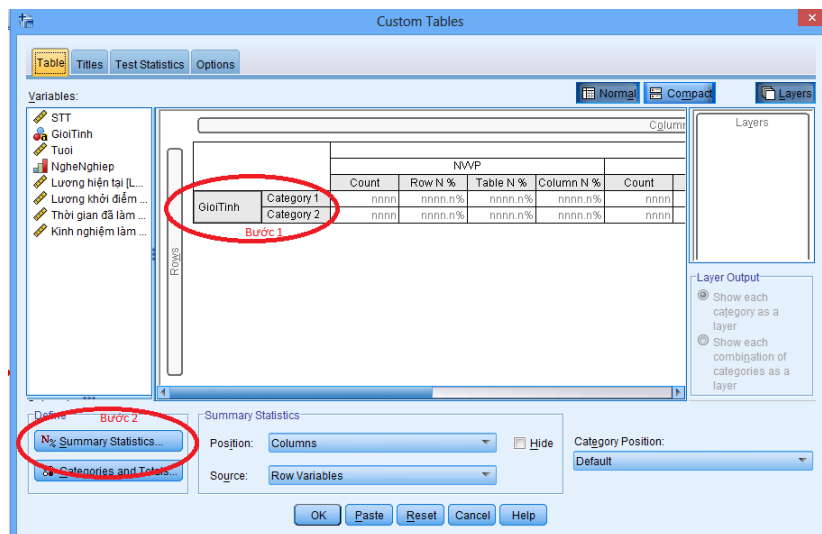 Custom Tables
Table Titles Test Statistics Options
Variables:
Normal Compact Layers
STT
GioiTinh
Tuoi
NgheNghiep
Lương hiện tại [L...
Lương khởi điểm ...
Thời gian đã làm ...
Kinh nghiệm làm ...
Column
NVVP
Count Row N % Table N % Column N % Count
GioiTinh Category 1 nnnn nnnn.n% nnnn.n% nnnn.n% nnnn
Category 2 nnnn nnnn.n% nnnn.n% nnnn.n% nnnn
Bước 1
Rows
Layers
Layer Output
Show each category as a layer
Show each combination of categories as a layer
Define
Bước 2
N% Summary Statistics...
Categories and Totals...
Summary Statistics
Position: Columns Hide
Source: Row Variables
Category Position:
Default
OK Paste Reset Cancel Help